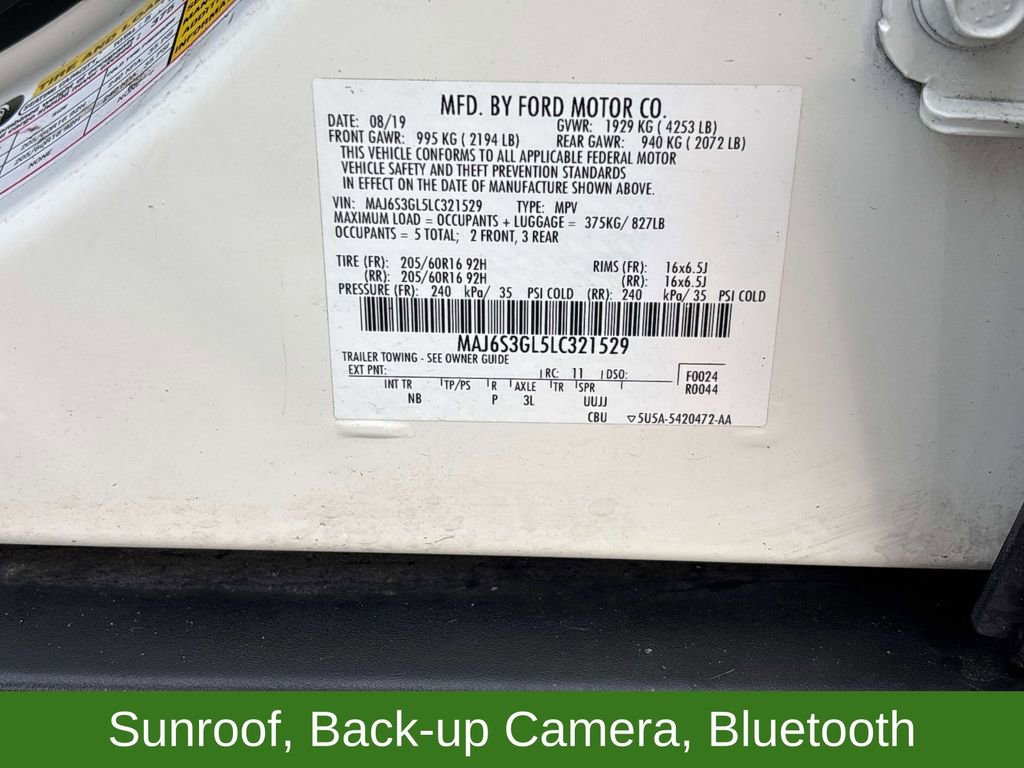 TIRE AND LOA
MFD. BY FORD MOTOR CO.
DATE: 08/19 GVWR: 1929 KG ( 4253 LB)
FRONT GAWR: 995 KG ( 2194 LB) REAR GAWR: 940 KG ( 2072 LB)
THIS VEHICLE CONFORMS TO ALL APPLICABLE FEDERAL MOTOR
VEHICLE SAFETY AND THEFT PREVENTION STANDARDS
IN EFFECT ON THE DATE OF MANUFACTURE SHOWN ABOVE.
VIN: MAJ6S3GL5LC321529 TYPE: MPV
MAXIMUM LOAD = OCCUPANTS + LUGGAGE = 375KG/ 827LB
OCCUPANTS = 5 TOTAL; 2 FRONT, 3 REAR
TIRE (FR): 205/60R16 92H RIMS (FR): 16x6.5J
(RR): 205/60R16 92H (RR): 16x6.5J
PRESSURE (FR): 240 kPa/ 35 PSI COLD (RR): 240 kPa/ 35 PSI COLD
MAJ6S3GL5LC321529
TRAILER TOWING - SEE OWNER GUIDE
EXT PNT: RC: 11 DSO: F0024
INT TR TP/PS R AXLE TR SPR R0044
NB P 3L UUJJ
CBU 5U5A-5420472-AA
Sunroof, Back-up Camera, Bluetooth